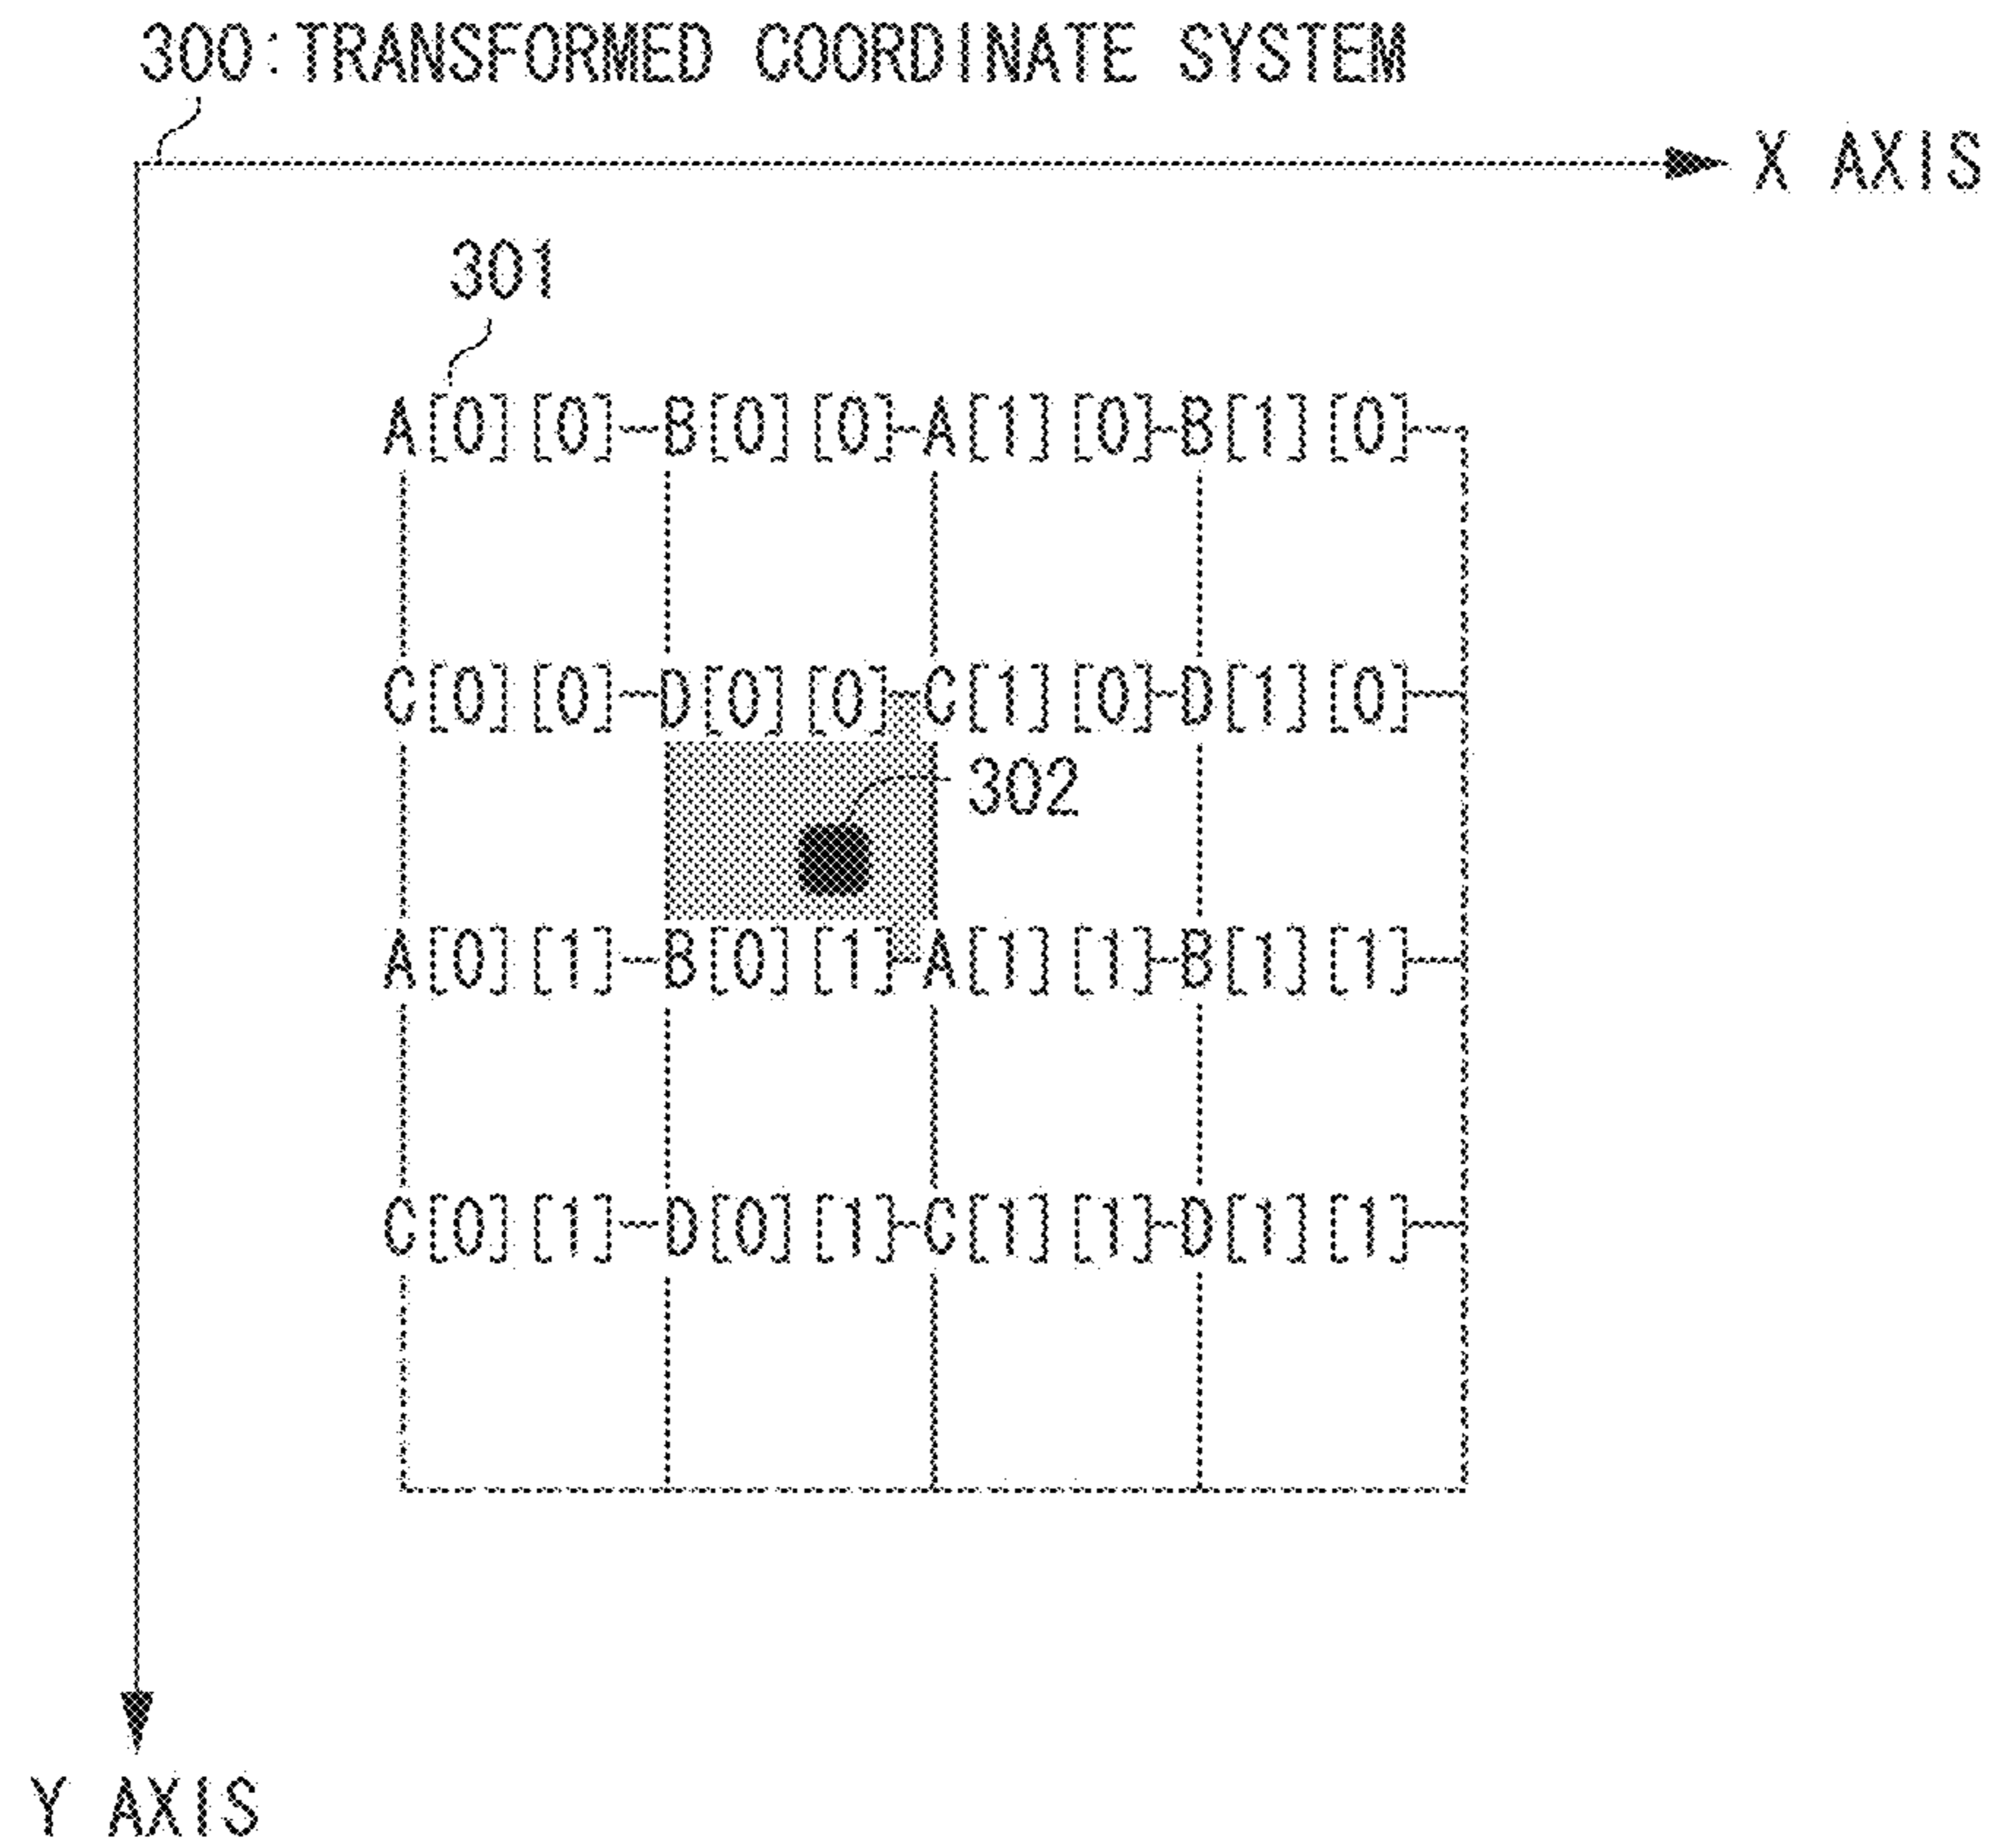 300:TRANSFORMED COORDINATE SYSTEM
X AXIS
301
A[0][0] B[0][0] A[1][0] B[1][0]
C[0][0] D[0][0] C[1][0] D[1][0]
302
A[0][1] B[0][1] A[1][1] B[1][1]
C[0][1] D[0][1] C[1][1] D[1][1]
Y AXIS